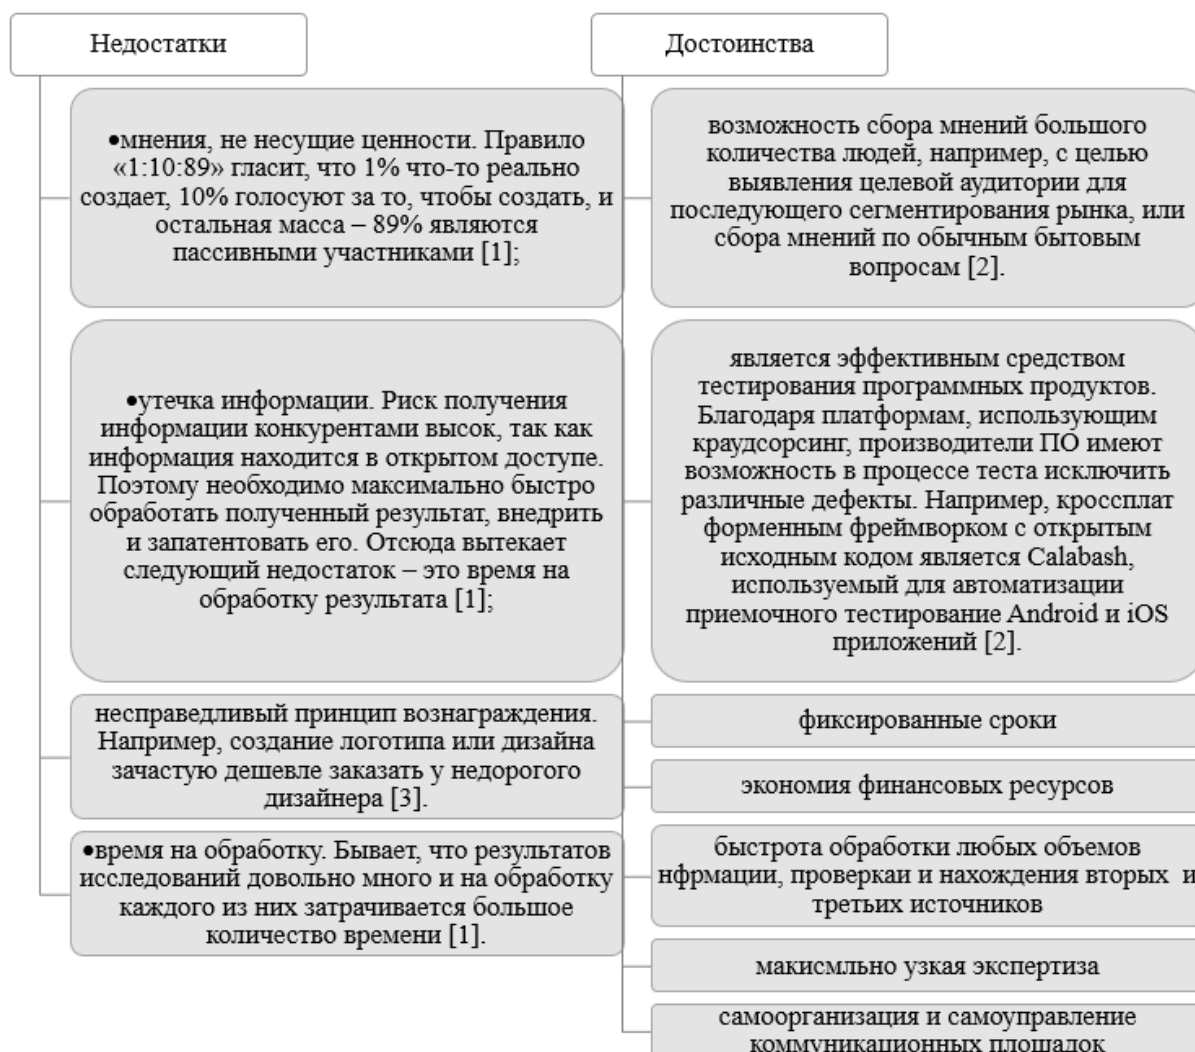 Недостатки
•мнения, не несущие ценности. Правило
«1:10:89» гласит, что 1% что-то реально
создает, 10% голосуют за то, чтобы создать, и
остальная масса – 89% являются
пассивными участниками [1];
•утечка информации. Риск получения
информации конкурентами высок, так как
информация находится в открытом доступе.
Поэтому необходимо максимально быстро
обработать полученный результат, внедрить
и запатентовать его. Отсюда вытекает
следующий недостаток – это время на
обработку результата [1];
несправедливый принцип вознаграждения.
Например, создание логотипа или дизайна
зачастую дешевле заказать у недорогого
дизайнера [3].
•время на обработку. Бывает, что результатов
исследований довольно много и на обработку
каждого из них затрачивается большое
количество времени [1].
Достоинства
возможность сбора мнений большого
количества людей, например, с целью
выявления целевой аудитории для
последующего сегментирования рынка, или
сбора мнений по обычным бытовым
вопросам [2].
является эффективным средством
тестирования программных продуктов.
Благодаря платформам, использующим
краудсорсинг, производители ПО имеют
возможность в процессе теста исключить
различные дефекты. Например, кроссплат
форменным фреймворком с открытым
исходным кодом является Calabash,
используемый для автоматизации
приемочного тестирование Android и iOS
приложений [2].
фиксированные сроки
экономия финансовых ресурсов
быстрота обработки любых объемов
нфрмации, проверкаи и нахождения вторых и
третьих источников
макисмльно узкая экспертиза
самоорганизация и самоуправление
коммуникационных площадок